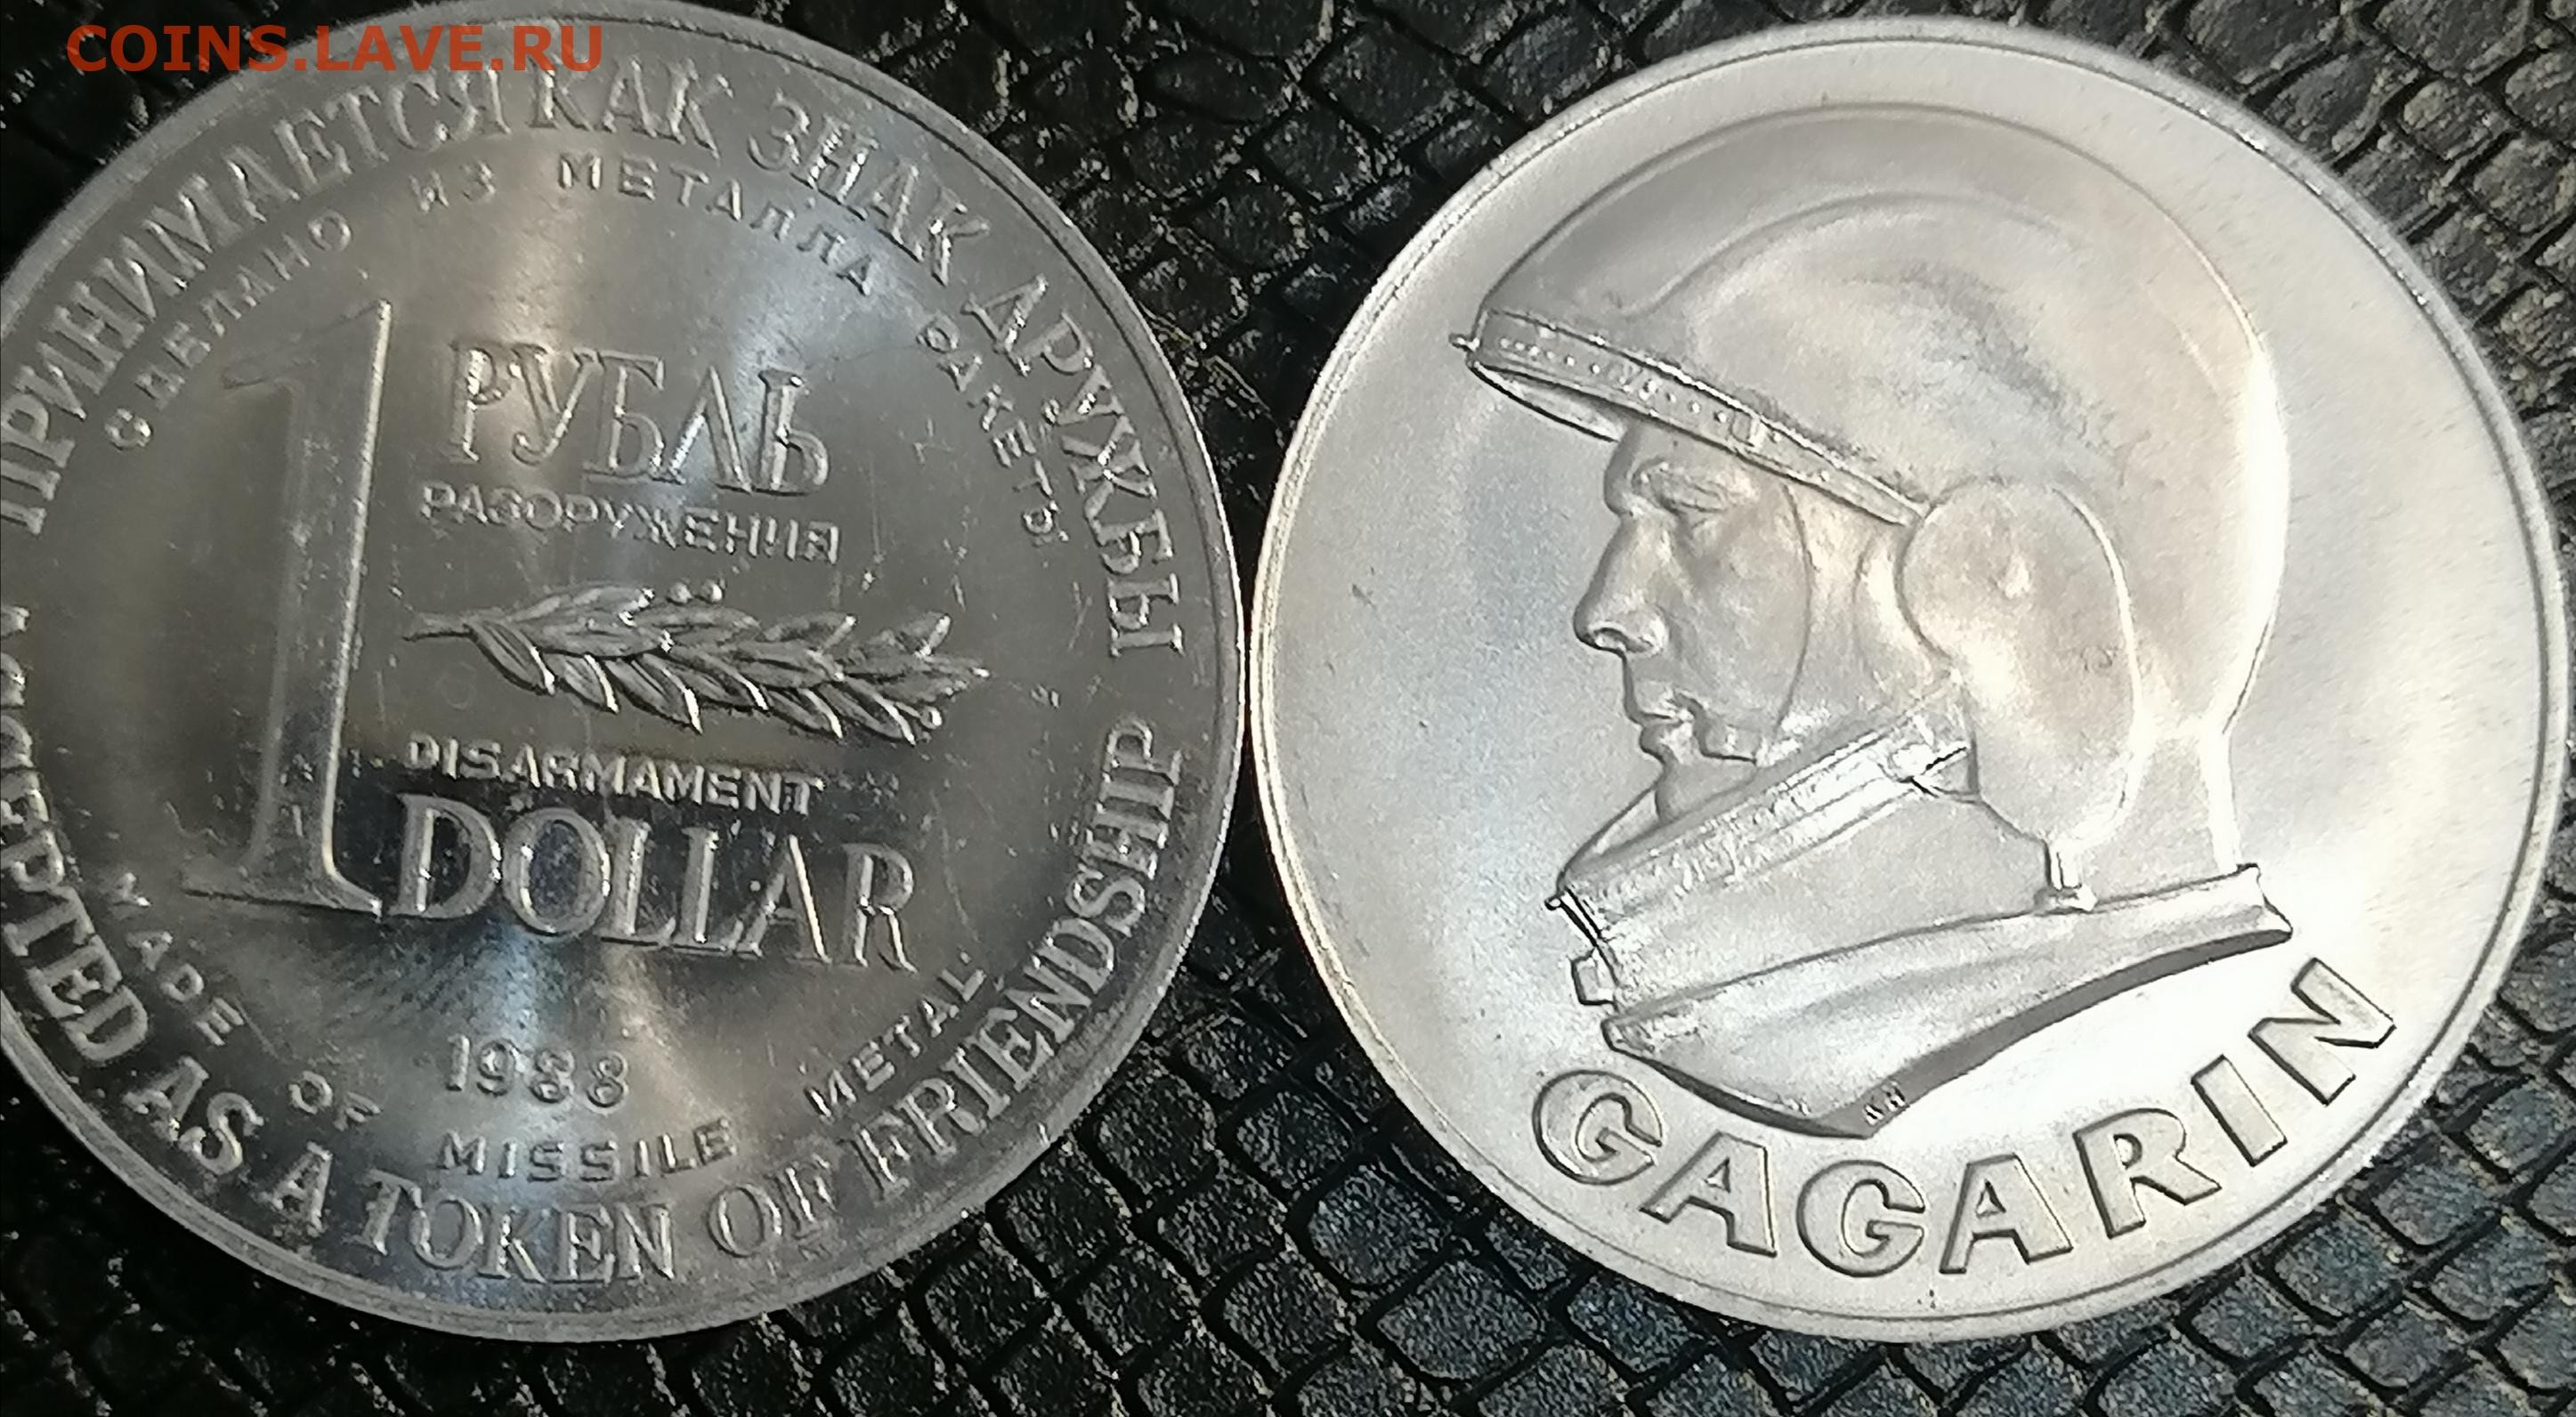 COINS.LAVE.RU
ПРИНИМАЕТСЯ КАК ЗНАК ДРУЖБЫ
СДЕЛАНО ИЗ МЕТАЛЛА РАКЕТЫ
1 РУБЛЬ
РАЗОРУЖЕНИЯ
DISARMAMENT
DOLLAR
1988
MADE OF MISSILE METAL
AS A TOKEN OF FRIENDSHIP
GAGARIN